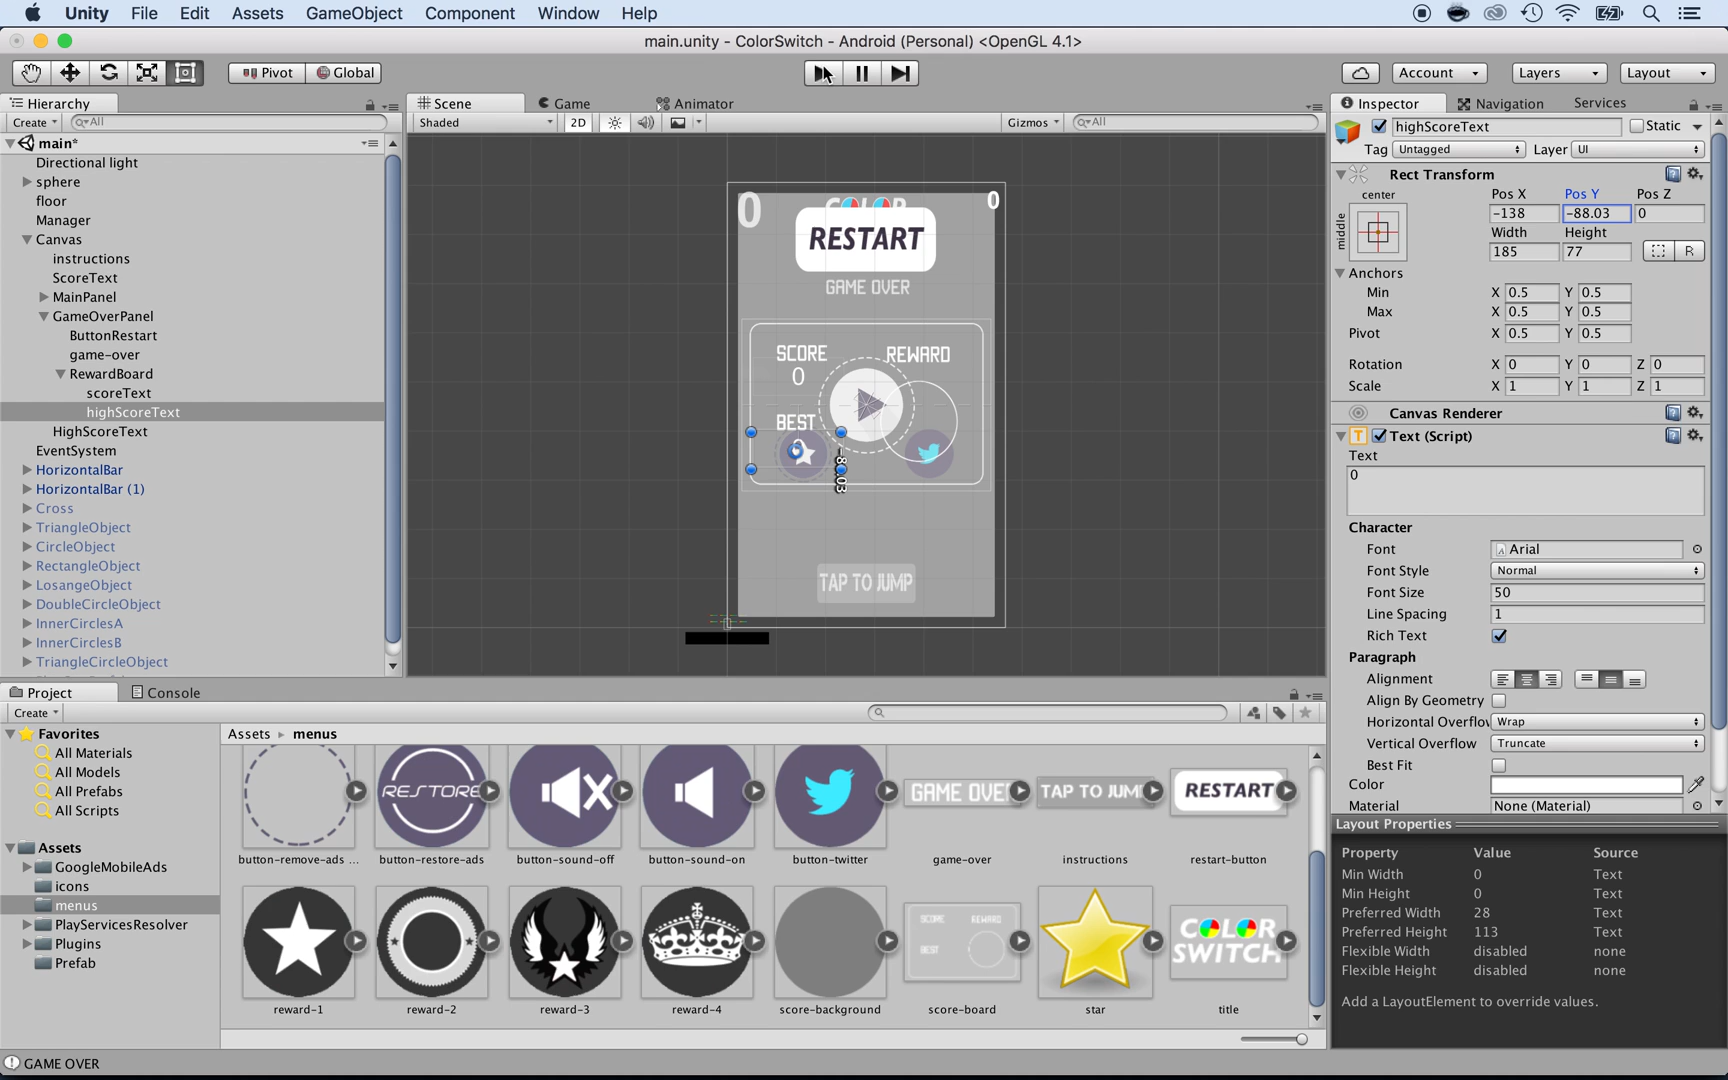 Unity File Edit Assets GameObject Component Window Help
main.unity - ColorSwitch - Android (Personal) <OpenGL 4.1>
Pivot Global Account Layers Layout
Hierarchy
Create All
main*
Directional light
sphere
floor
Manager
Canvas
instructions
ScoreText
MainPanel
GameOverPanel
ButtonRestart
game-over
RewardBoard
scoreText
highScoreText
HighScoreText
EventSystem
HorizontalBar
HorizontalBar (1)
Cross
TriangleObject
CircleObject
RectangleObject
LosangeObject
DoubleCircleObject
InnerCirclesA
InnerCirclesB
TriangleCircleObject
Scene Game Animator
Shaded 2D Gizmos All
0 COLOR 0
RESTART
GAME OVER
SCORE REWARD
0
BEST
TAP TO JUMP
Inspector Navigation Services
highScoreText Static
Tag Untagged Layer UI
Rect Transform
center Pos X Pos Y Pos Z
middle -138 -88.03 0
Width Height
185 77 R
Anchors
Min X 0.5 Y 0.5
Max X 0.5 Y 0.5
Pivot X 0.5 Y 0.5
Rotation X 0 Y 0 Z 0
Scale X 1 Y 1 Z 1
Canvas Renderer
Text (Script)
Text
0
Character
Font Arial
Font Style Normal
Font Size 50
Line Spacing 1
Rich Text
Paragraph
Alignment
Align By Geometry
Horizontal Overflow Wrap
Vertical Overflow Truncate
Best Fit
Color
Material None (Material)
Layout Properties
Property Value Source
Min Width 0 Text
Min Height 0 Text
Preferred Width 28 Text
Preferred Height 113 Text
Flexible Width disabled none
Flexible Height disabled none
Add a LayoutElement to override values.
Project Console
Create
Favorites
All Materials
All Models
All Prefabs
All Scripts
Assets
GoogleMobileAds
icons
menus
PlayServicesResolver
Plugins
Prefab
Assets menus
RESTORE GAME OVE TAP TO JUM RESTART
button-remove-ads ... button-restore-ads button-sound-off button-sound-on button-twitter game-over instructions restart-button
SCORE REWARD
BEST
COLOR
SWITCH
reward-1 reward-2 reward-3 reward-4 score-background score-board star title
GAME OVER